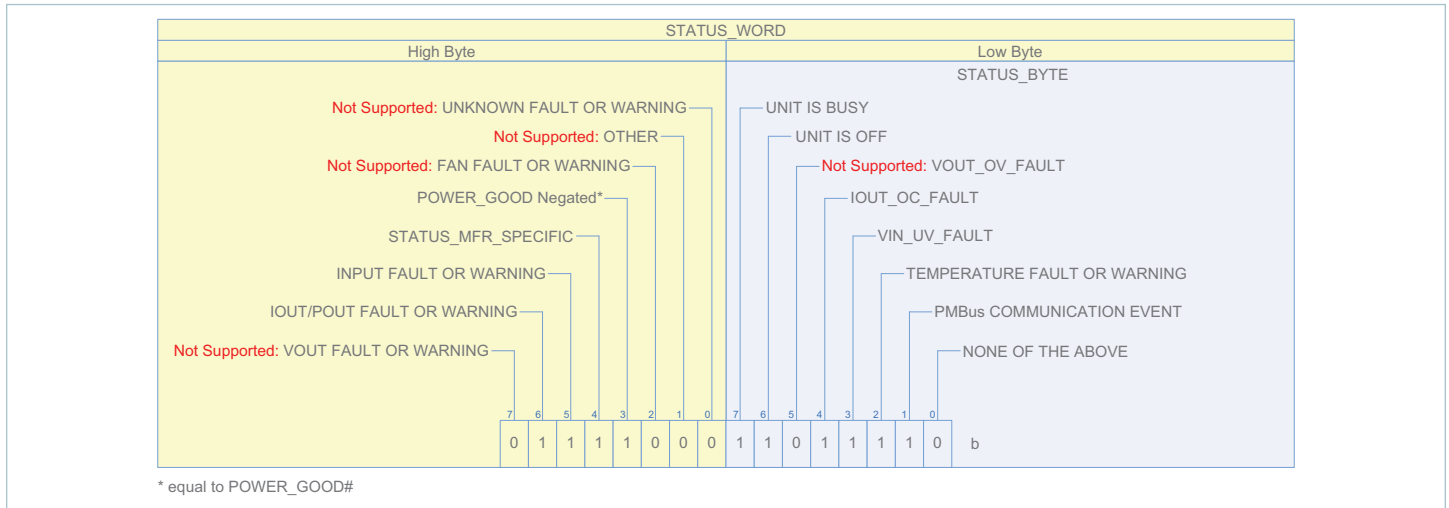 STATUS_WORD
High Byte Low Byte
STATUS_BYTE
Not Supported: UNKNOWN FAULT OR WARNING UNIT IS BUSY
Not Supported: OTHER UNIT IS OFF
Not Supported: FAN FAULT OR WARNING Not Supported: VOUT_OV_FAULT
POWER_GOOD Negated* IOUT_OC_FAULT
STATUS_MFR_SPECIFIC VIN_UV_FAULT
INPUT FAULT OR WARNING TEMPERATURE FAULT OR WARNING
IOUT/POUT FAULT OR WARNING PMBus COMMUNICATION EVENT
Not Supported: VOUT FAULT OR WARNING NONE OF THE ABOVE
7 6 5 4 3 2 1 0 7 6 5 4 3 2 1 0
0 1 1 1 1 0 0 0 1 1 0 1 1 1 1 0 b
* equal to POWER_GOOD#